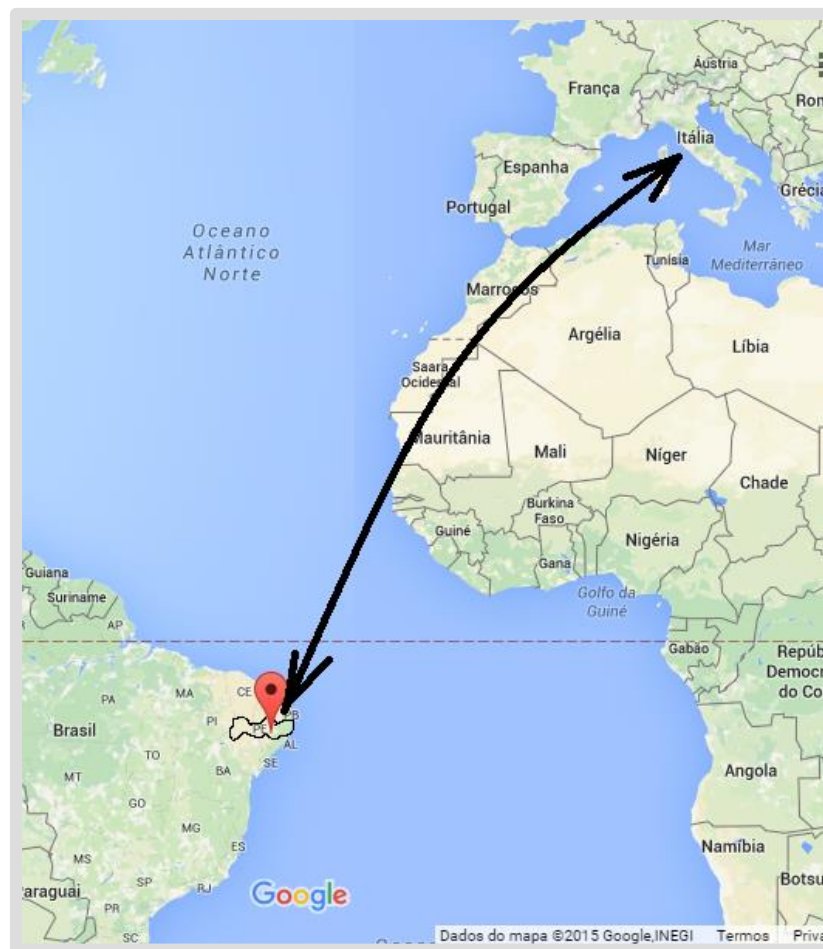 Áustria
França
Rom
Itália
Espanha
Grécia
Portugal
Oceano
Atlântico
Norte
Mar
Mediterrâneo
Tunísia
Marrocos
Argélia
Líbia
Saara
Ocidental
Mauritânia
Mali
Níger
Chade
Burkina
Faso
Guiné
Nigéria
Gana
Guiana
Golfo da
Guiné
Suriname
AP
Gabão
Repúb
Democr
do Co
CE
MA
PA
PB
PI
PE
Brasil
AL
TO
SE
BA
Angola
MT
GO
MG
Namíbia
ES
MS
SP
Botsu
araguai
RJ
Google
PR
SC
Dados do mapa ©2015 Google,INEGI Termos Priva